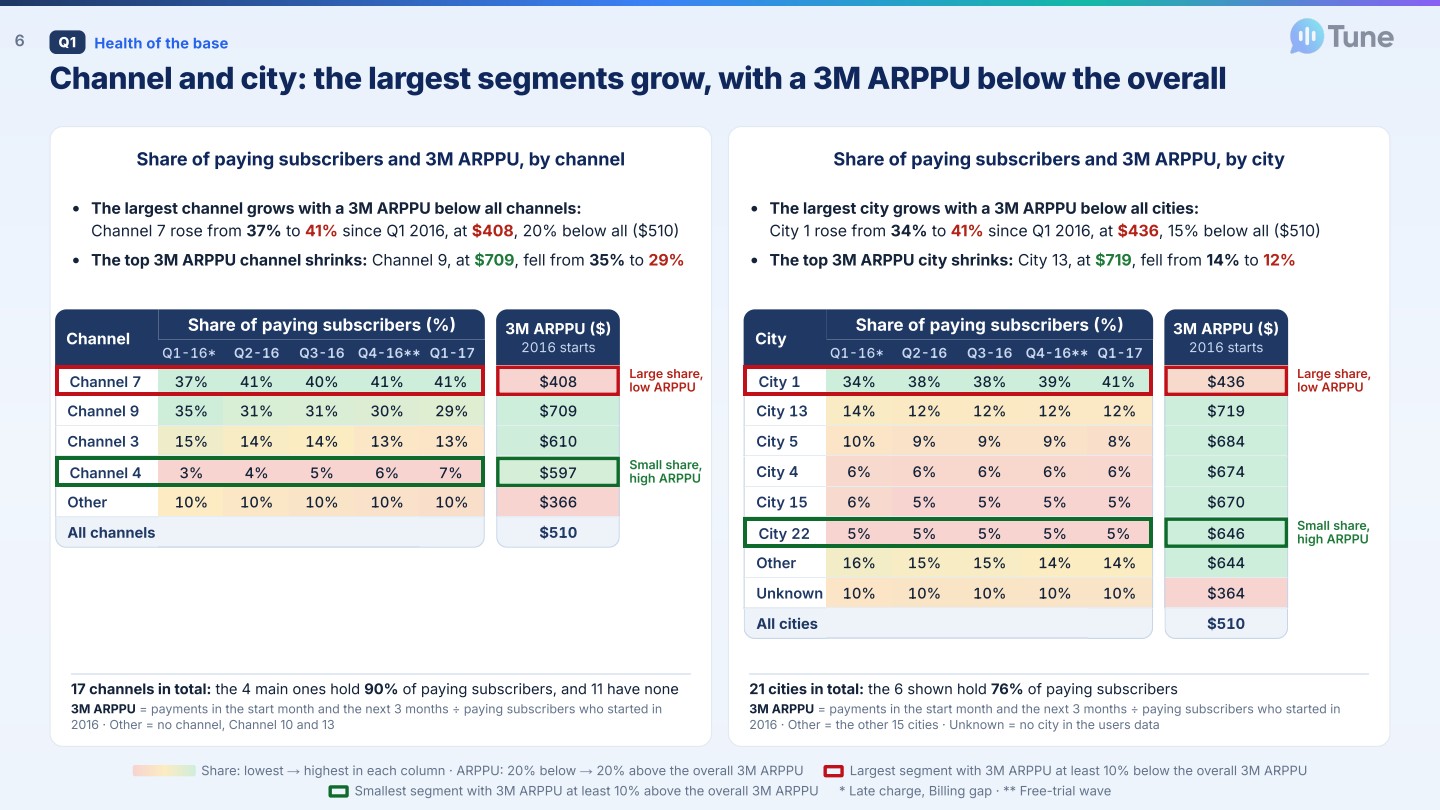 6
Q1 Health of the base
Tune
Channel and city: the largest segments grow, with a 3M ARPPU below the overall
Share of paying subscribers and 3M ARPPU, by channel
• The largest channel grows with a 3M ARPPU below all channels:
Channel 7 rose from 37% to 41% since Q1 2016, at $408, 20% below all ($510)
• The top 3M ARPPU channel shrinks: Channel 9, at $709, fell from 35% to 29%
Channel Share of paying subscribers (%) 3M ARPPU ($)
Q1-16* Q2-16 Q3-16 Q4-16** Q1-17 2016 starts
Channel 7 37% 41% 40% 41% 41% $408 Large share,
low ARPPU
Channel 9 35% 31% 31% 30% 29% $709
Channel 3 15% 14% 14% 13% 13% $610
Channel 4 3% 4% 5% 6% 7% $597 Small share,
high ARPPU
Other 10% 10% 10% 10% 10% $366
All channels $510
17 channels in total: the 4 main ones hold 90% of paying subscribers, and 11 have none
3M ARPPU = payments in the start month and the next 3 months ÷ paying subscribers who started in
2016 · Other = no channel, Channel 10 and 13
Share of paying subscribers and 3M ARPPU, by city
• The largest city grows with a 3M ARPPU below all cities:
City 1 rose from 34% to 41% since Q1 2016, at $436, 15% below all ($510)
• The top 3M ARPPU city shrinks: City 13, at $719, fell from 14% to 12%
City Share of paying subscribers (%) 3M ARPPU ($)
Q1-16* Q2-16 Q3-16 Q4-16** Q1-17 2016 starts
City 1 34% 38% 38% 39% 41% $436 Large share,
low ARPPU
City 13 14% 12% 12% 12% 12% $719
City 5 10% 9% 9% 9% 8% $684
City 4 6% 6% 6% 6% 6% $674
City 15 6% 5% 5% 5% 5% $670
City 22 5% 5% 5% 5% 5% $646 Small share,
high ARPPU
Other 16% 15% 15% 14% 14% $644
Unknown 10% 10% 10% 10% 10% $364
All cities $510
21 cities in total: the 6 shown hold 76% of paying subscribers
3M ARPPU = payments in the start month and the next 3 months ÷ paying subscribers who started in
2016 · Other = the other 15 cities · Unknown = no city in the users data
Share: lowest → highest in each column · ARPPU: 20% below → 20% above the overall 3M ARPPU Largest segment with 3M ARPPU at least 10% below the overall 3M ARPPU
Smallest segment with 3M ARPPU at least 10% above the overall 3M ARPPU * Late charge, Billing gap · ** Free-trial wave